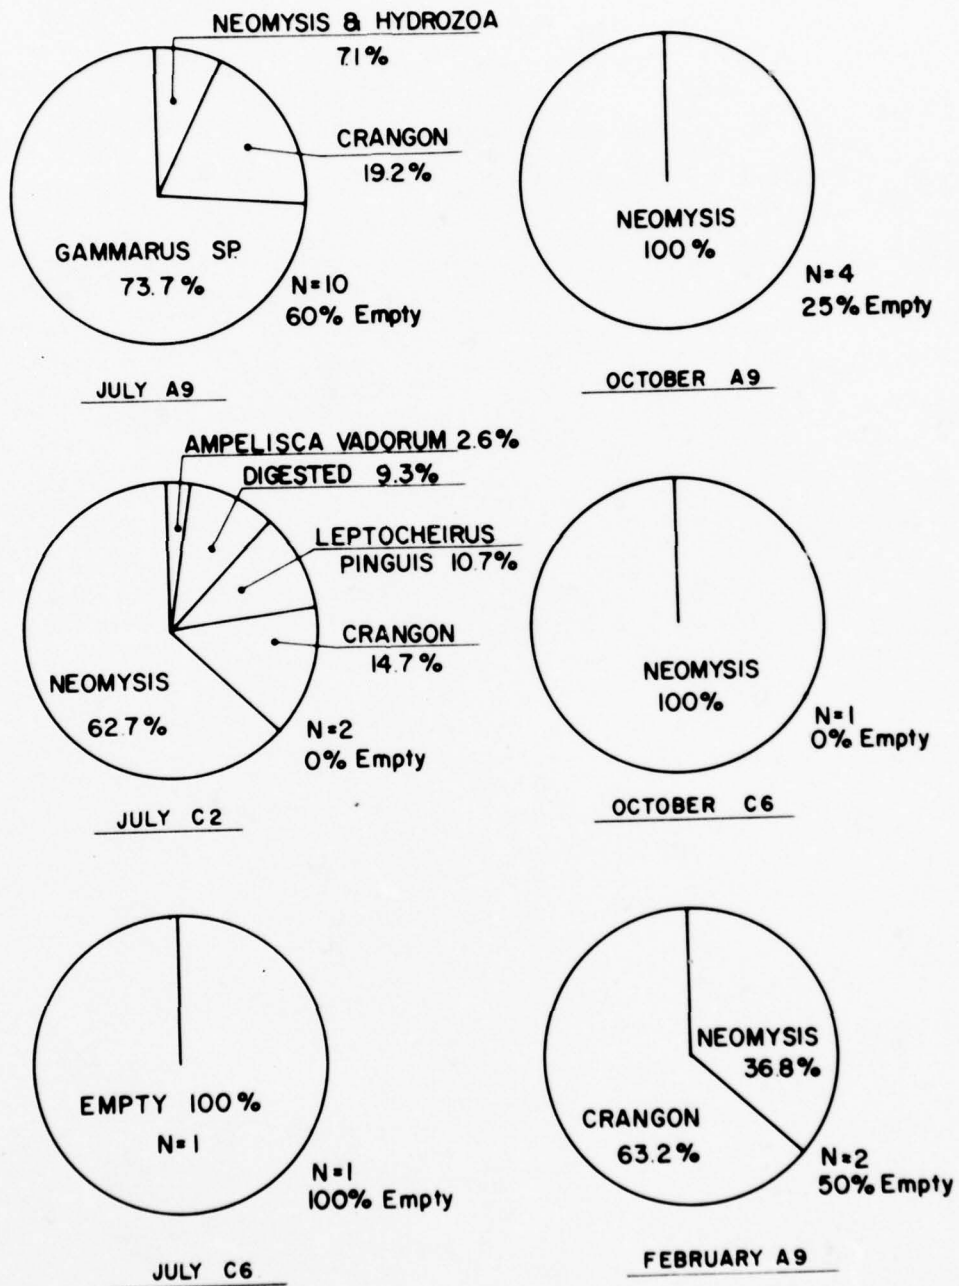 NEOMYSIS & HYDROZOA
7.1%
CRANGON
19.2%
GAMMARUS SP.
73.7%
N=10
60% Empty
JULY A9
NEOMYSIS
100%
N=4
25% Empty
OCTOBER A9
AMPELISCA VADORUM 2.6%
DIGESTED 9.3%
LEPTOCHEIRUS
PINGUIS 10.7%
CRANGON
14.7%
NEOMYSIS
62.7%
N=2
0% Empty
JULY C2
NEOMYSIS
100%
N=1
0% Empty
OCTOBER C6
EMPTY 100%
N=1
N=1
100% Empty
JULY C6
NEOMYSIS
36.8%
CRANGON
63.2%
N=2
50% Empty
FEBRUARY A9